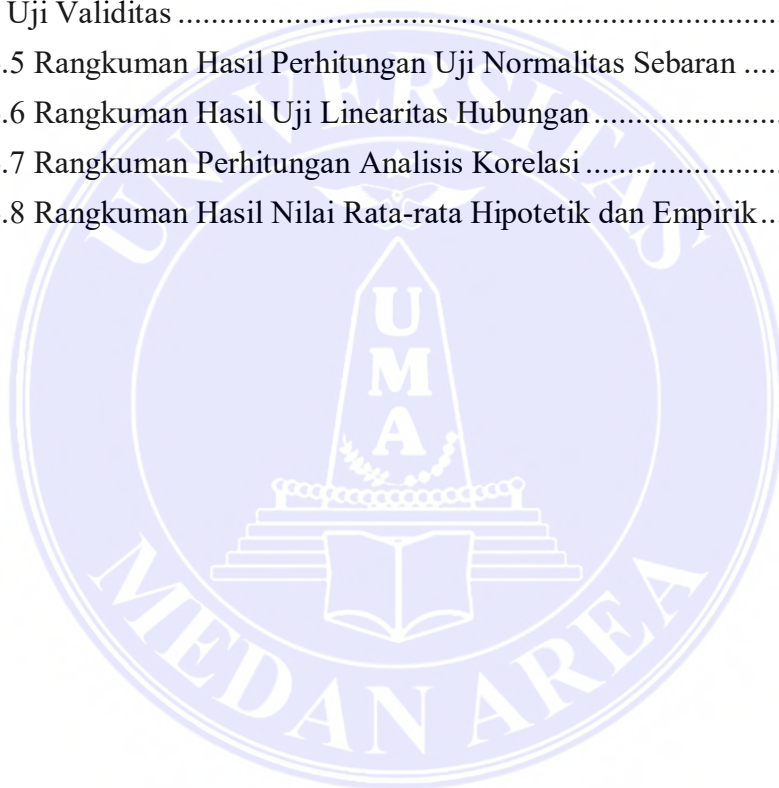 Uji Validitas ...........................................................................
.5 Rangkuman Hasil Perhitungan Uji Normalitas Sebaran ....
.6 Rangkuman Hasil Uji Linearitas Hubungan .......................
.7 Rangkuman Perhitungan Analisis Korelasi ........................
.8 Rangkuman Hasil Nilai Rata-rata Hipotetik dan Empirik ..
UNIVERSITAS
UMA
MEDAN AREA